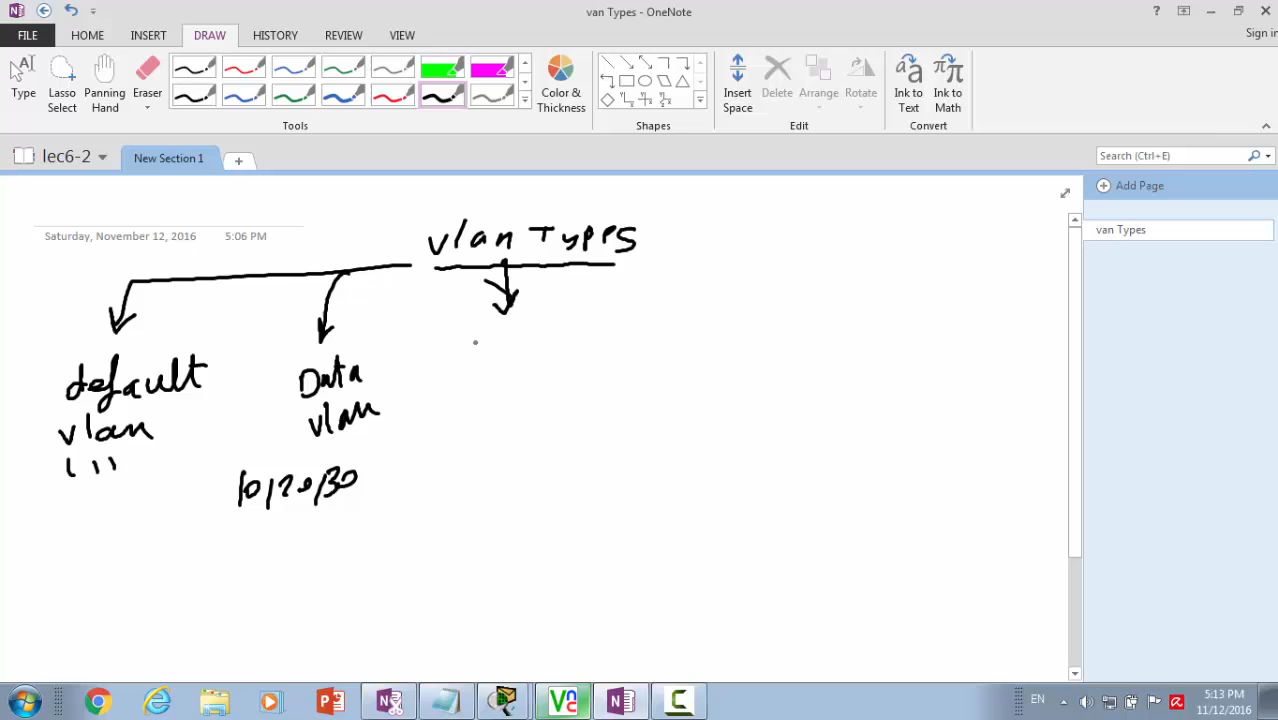 van Types - OneNote
Sign in
FILE HOME INSERT DRAW HISTORY REVIEW VIEW
Type
Lasso Select
Panning Hand
Eraser
Color & Thickness
Insert Space
Delete
Arrange
Rotate
Ink to Text
Ink to Math
Tools
Shapes
Edit
Convert
lec6-2
New Section 1
Search (Ctrl+E)
Add Page
van Types
Saturday, November 12, 2016 5:06 PM
vlan Types
default
vlan
(1)
Data
vlan
10,20,30
EN
5:13 PM
11/12/2016